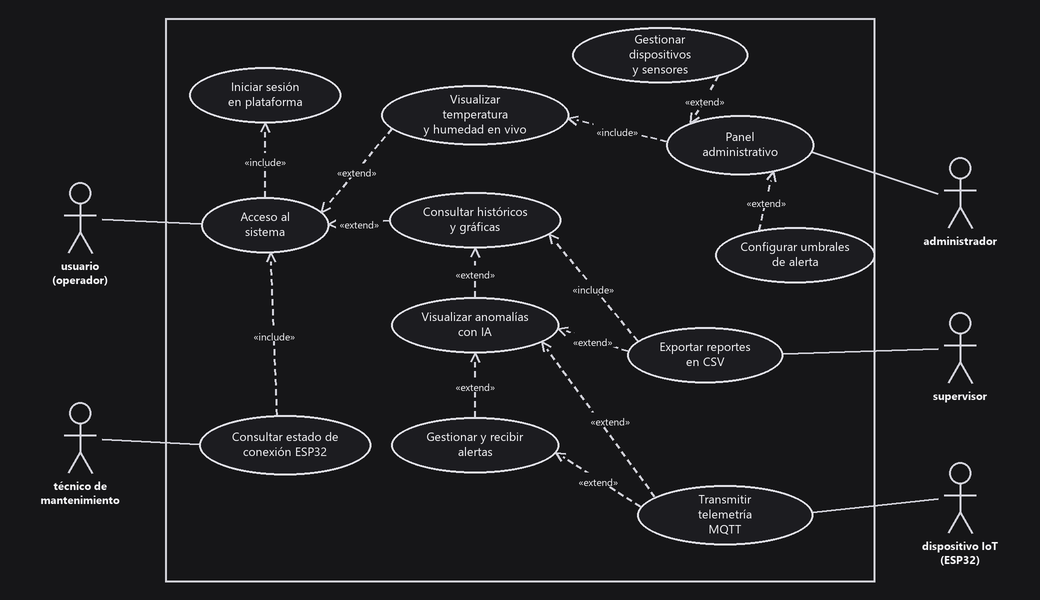 Gestionar
dispositivos
y sensores
Iniciar sesión
en plataforma
Visualizar
temperatura
y humedad en vivo
«extend»
«include»
Panel
administrativo
«include»
«extend»
«extend»
Acceso al
sistema
Consultar históricos
y gráficas
«extend»
usuario
(operador)
administrador
Configurar umbrales
de alerta
«extend»
«include»
Visualizar anomalías
con IA
«include»
«extend»
Exportar reportes
en CSV
supervisor
«extend»
«extend»
Consultar estado de
conexión ESP32
Gestionar y recibir
alertas
técnico de
mantenimiento
«extend»
Transmitir
telemetría
MQTT
dispositivo IoT
(ESP32)